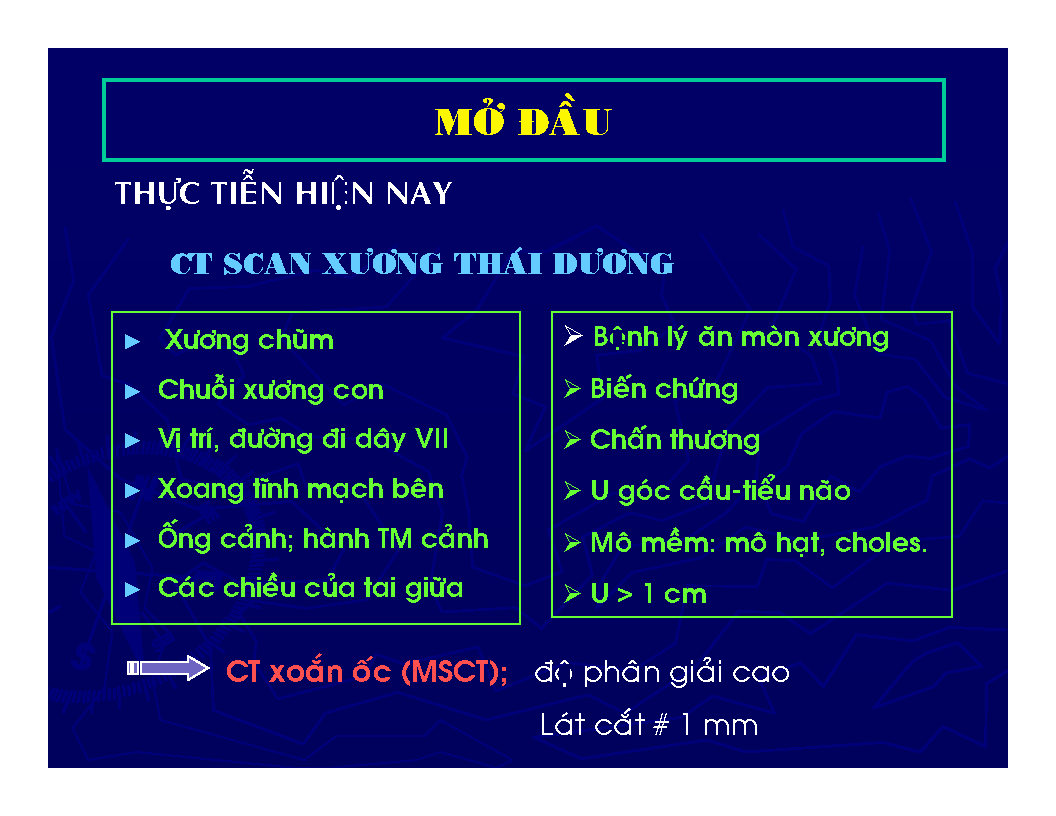 MỞ ĐẦU
THỰC TIỄN HIỆN NAY
CT SCAN XƯƠNG THÁI DƯƠNG
► Xương chũm
► Chuỗi xương con
► Vị trí, đường đi dây VII
► Xoang tĩnh mạch bên
► Ống cảnh; hành TM cảnh
► Các chiều của tai giữa
➢ Bệnh lý ăn mòn xương
➢ Biến chứng
➢ Chấn thương
➢ U góc cầu-tiểu não
➢ Mô mềm: mô hạt, choles.
➢ U > 1 cm
CT xoắn ốc (MSCT); độ phân giải cao
Lát cắt # 1 mm